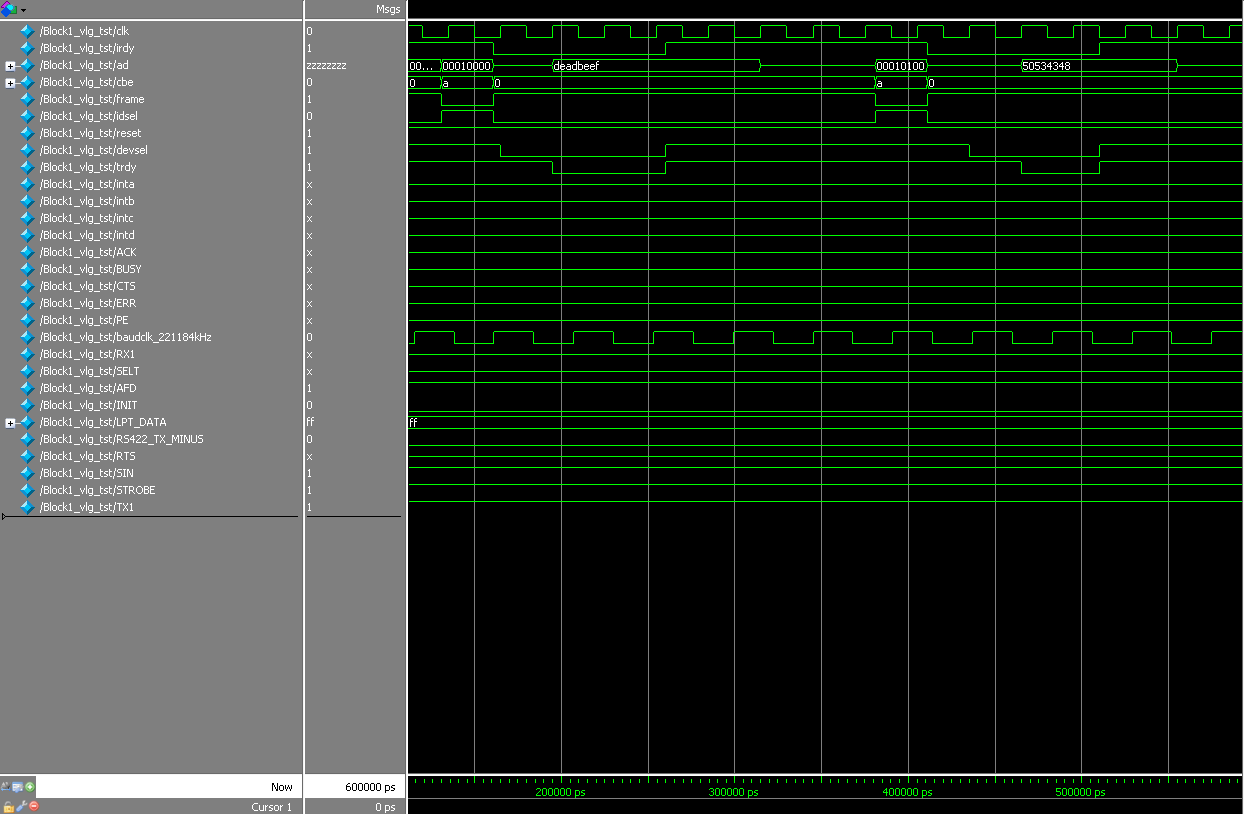 Msgs
/Block1_vlg_tst/clk 0
/Block1_vlg_tst/irdy 1
/Block1_vlg_tst/ad zzzzzzzz 00... 00010000 deadbeef 00010100 50534348
/Block1_vlg_tst/cbe 0 0 a 0 a 0
/Block1_vlg_tst/frame 1
/Block1_vlg_tst/idsel 0
/Block1_vlg_tst/reset 1
/Block1_vlg_tst/devsel 1
/Block1_vlg_tst/trdy 1
/Block1_vlg_tst/inta x
/Block1_vlg_tst/intb x
/Block1_vlg_tst/intc x
/Block1_vlg_tst/intd x
/Block1_vlg_tst/ACK x
/Block1_vlg_tst/BUSY x
/Block1_vlg_tst/CTS x
/Block1_vlg_tst/ERR x
/Block1_vlg_tst/PE x
/Block1_vlg_tst/baudclk_221184kHz 0
/Block1_vlg_tst/RX1 x
/Block1_vlg_tst/SELT x
/Block1_vlg_tst/AFD 1
/Block1_vlg_tst/INIT 0
/Block1_vlg_tst/LPT_DATA ff ff
/Block1_vlg_tst/RS422_TX_MINUS 0
/Block1_vlg_tst/RTS x
/Block1_vlg_tst/SIN 1
/Block1_vlg_tst/STROBE 1
/Block1_vlg_tst/TX1 1
Now 600000 ps 200000 ps 300000 ps 400000 ps 500000 ps
Cursor 1 0 ps